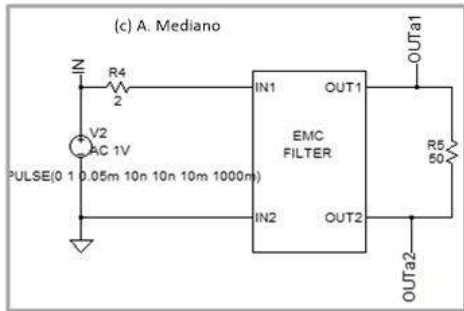 (c) A. Mediano
IN
R4
2
V2
AC 1V
PULSE(0 1 0.05m 10n 10n 10m 1000m)
IN1
IN2
EMC
FILTER
OUT1
OUT2
OUTa1
R5
50
OUTa2